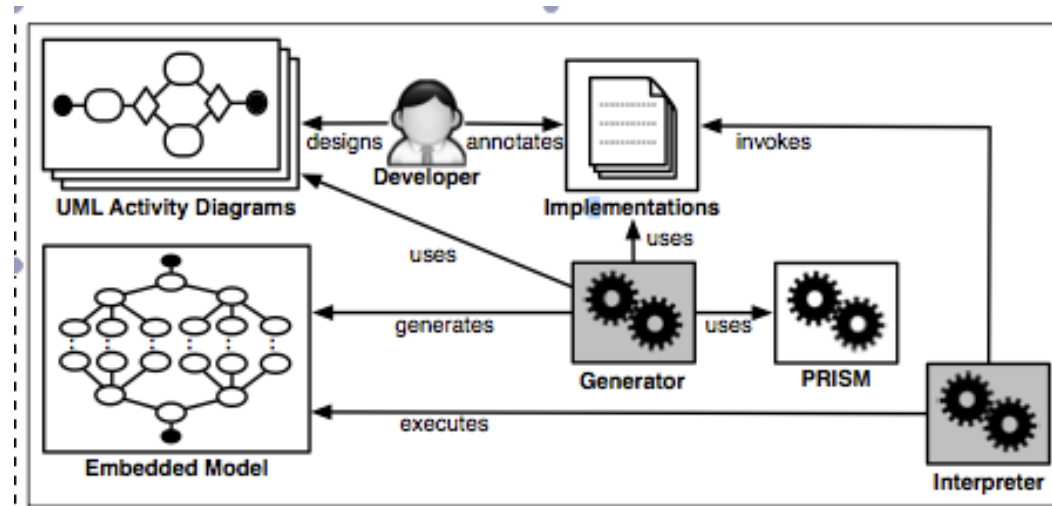 designs
annotates
invokes
Developer
UML Activity Diagrams
Implementations
uses
uses
generates
uses
Generator
PRISM
executes
Embedded Model
Interpreter